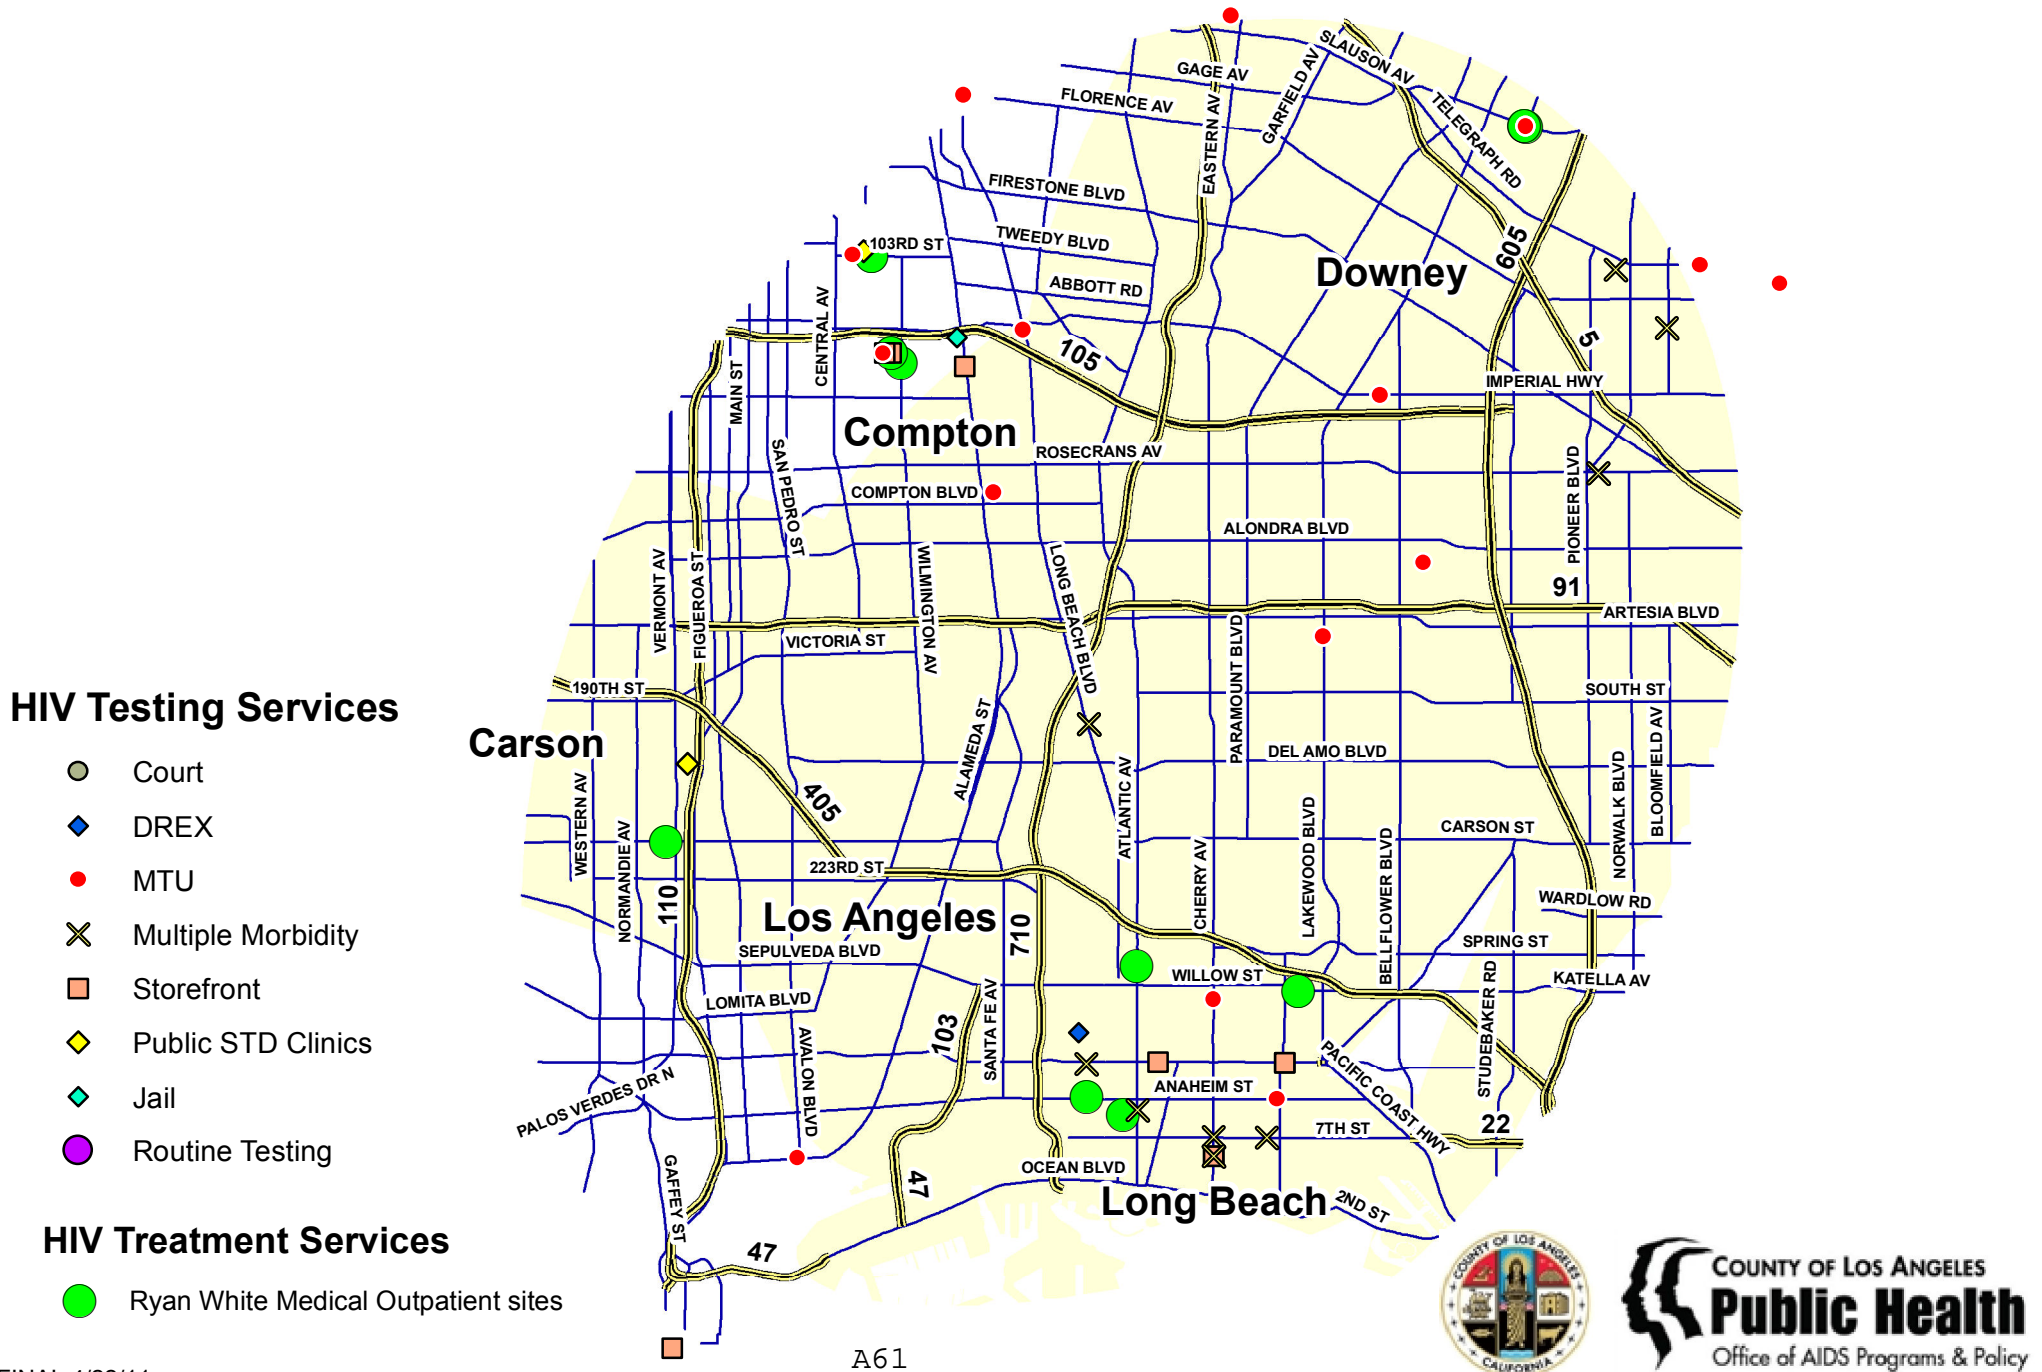 SLAUSON AV
GAGE AV
GARFIELD AV
FLORENCE AV
EASTERN AV
TELEGRAPH RD
FIRESTONE BLVD
TWEEDY BLVD
103RD ST
605
Downey
ABBOTT RD
CENTRAL AV
105
5
IMPERIAL HWY
MAIN ST
Compton
ROSECRANS AV
SAN PEDRO ST
COMPTON BLVD
PIONEER BLVD
ALONDRA BLVD
VERMONT AV
FIGUEROA ST
WILMINGTON AV
LONG BEACH BLVD
91
ARTESIA BLVD
VICTORIA ST
PARAMOUNT BLVD
190TH ST
SOUTH ST
HIV Testing Services
Carson
ALAMEDA ST
DEL AMO BLVD
BLOOMFIELD AV
NORWALK BLVD
Court
405
ATLANTIC AV
WESTERN AV
NORMANDIE AV
DREX
CARSON ST
LAKEWOOD BLVD
BELLFLOWER BLVD
CHERRY AV
223RD ST
MTU
110
WARDLOW RD
Los Angeles
710
Multiple Morbidity
SEPULVEDA BLVD
SPRING ST
WILLOW ST
KATELLA AV
Storefront
LOMITA BLVD
SANTA FE AV
STUDEBAKER RD
103
AVALON BLVD
Public STD Clinics
PACIFIC COAST HWY
PALOS VERDES DR N
ANAHEIM ST
Jail
22
7TH ST
Routine Testing
OCEAN BLVD
GAFFEY ST
47
Long Beach
2ND ST
HIV Treatment Services
47
Ryan White Medical Outpatient sites
COUNTY OF LOS ANGELES
CALIFORNIA
COUNTY OF LOS ANGELES
Public Health
Office of AIDS Programs & Policy
A61